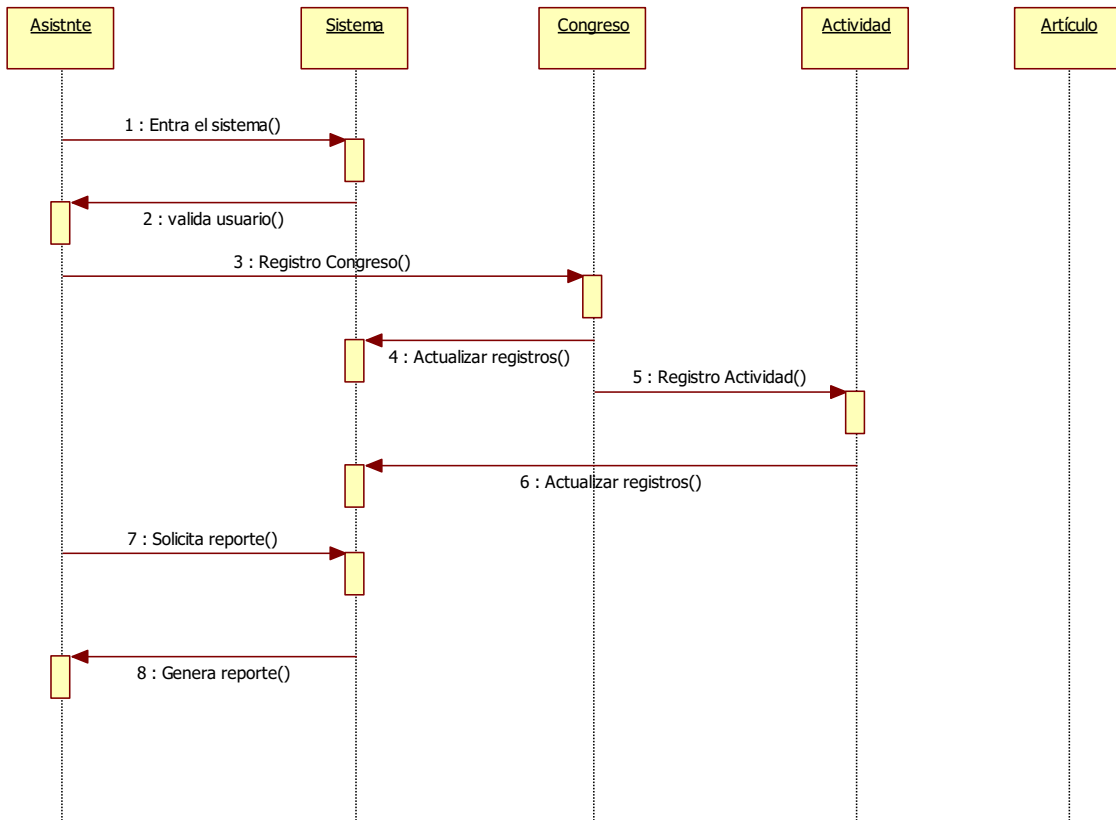 Asistnte
Sistema
Congreso
Actividad
Artículo
1 : Entra el sistema()
2 : valida usuario()
3 : Registro Congreso()
4 : Actualizar registros()
5 : Registro Actividad()
6 : Actualizar registros()
7 : Solicita reporte()
8 : Genera reporte()